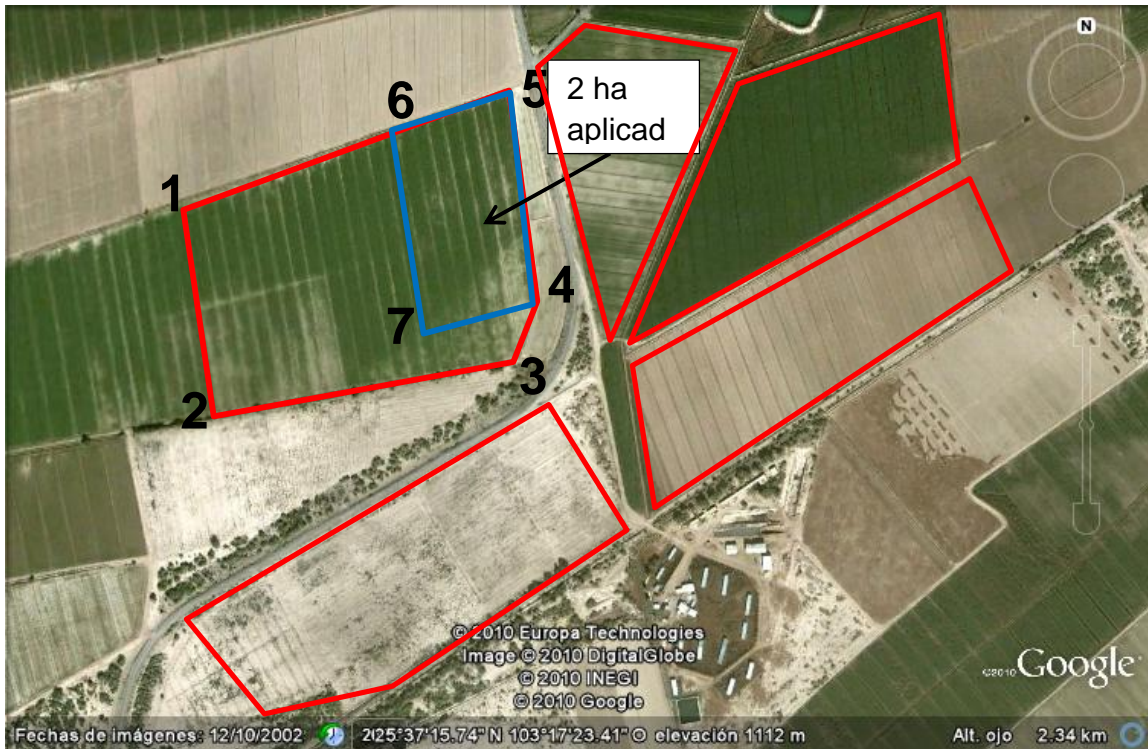 N
5
2 ha
aplicad
6
1
4
7
3
2
© 2010 Europa Technologies
Image © 2010 DigitalGlobe
© 2010 INEGI
© 2010 Google
©2010 Google
Fechas de imágenes: 12/10/2002 2025°37'15.74" N 103°17'23.41" O elevación 1112 m Alt. ojo 2.34 km